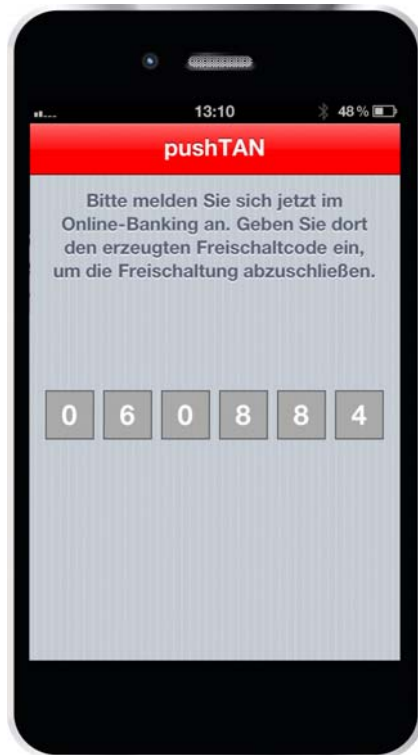 13:10 48 %
pushTAN
Bitte melden Sie sich jetzt im
Online-Banking an. Geben Sie dort
den erzeugten Freischaltcode ein,
um die Freischaltung abzuschließen.
0 6 0 8 8 4